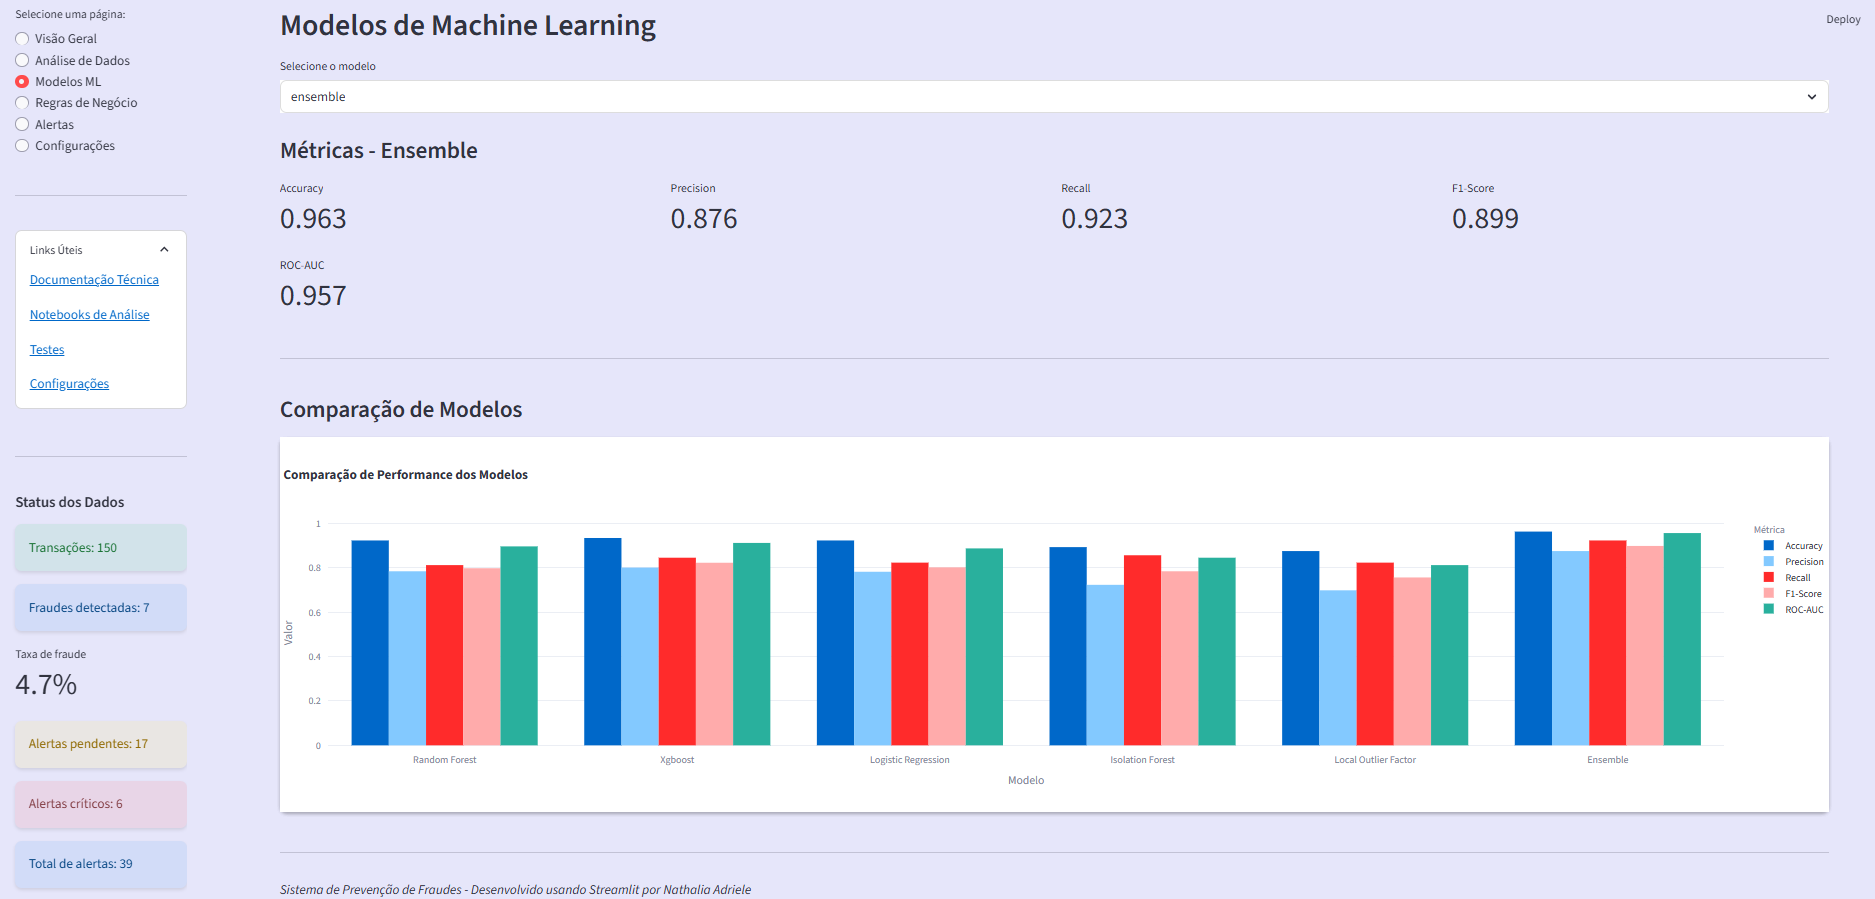 Selecione uma página:
Visão Geral
Análise de Dados
Modelos ML
Regras de Negócio
Alertas
Configurações
Links Úteis
Documentação Técnica
Notebooks de Análise
Testes
Configurações
Status dos Dados
Transações: 150
Fraudes detectadas: 7
Taxa de fraude
4.7%
Alertas pendentes: 17
Alertas críticos: 6
Total de alertas: 39
Deploy
Modelos de Machine Learning
Selecione o modelo
ensemble
Métricas - Ensemble
Accuracy
0.963
Precision
0.876
Recall
0.923
F1-Score
0.899
ROC-AUC
0.957
Comparação de Modelos
Comparação de Performance dos Modelos
Valor
1
0.8
0.6
0.4
0.2
0
Random Forest
Xgboost
Logistic Regression
Isolation Forest
Local Outlier Factor
Ensemble
Modelo
Métrica
Accuracy
Precision
Recall
F1-Score
ROC-AUC
Sistema de Prevenção de Fraudes - Desenvolvido usando Streamlit por Nathalia Adriele